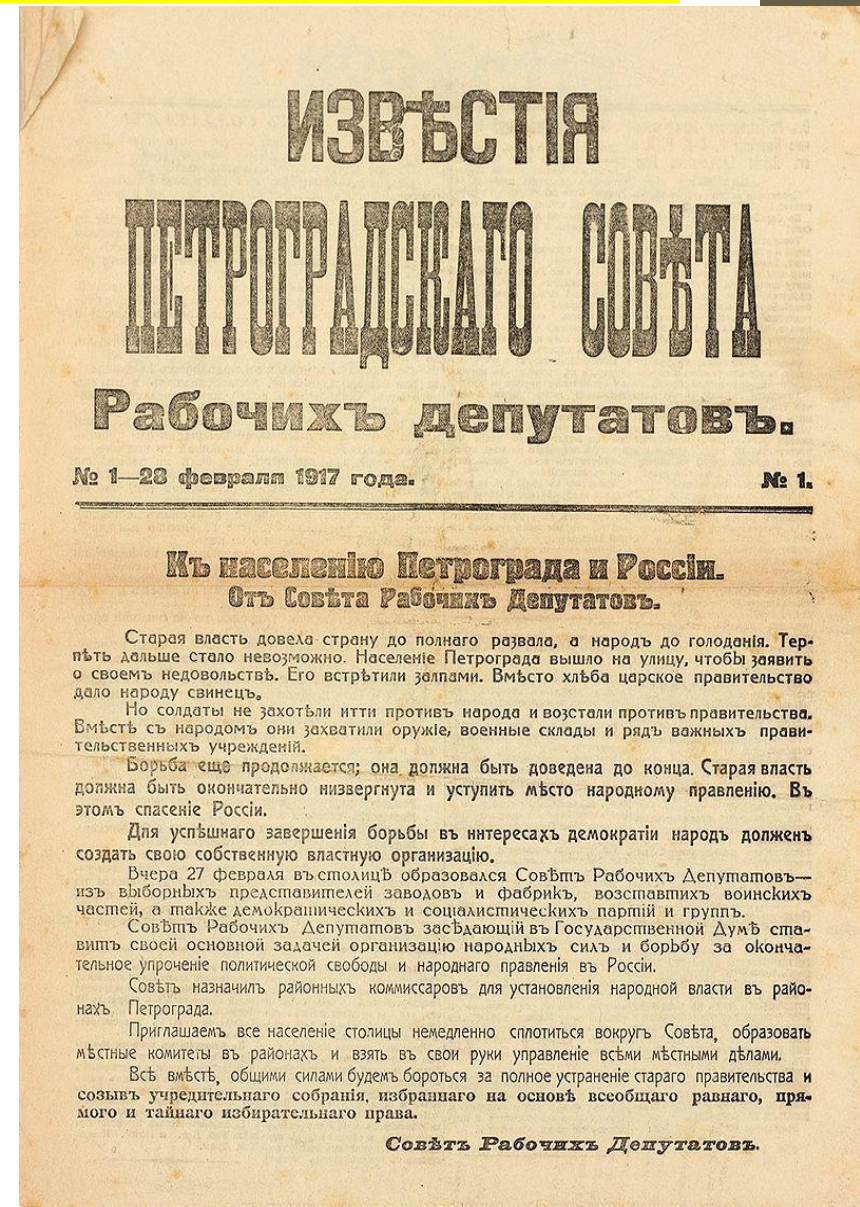 ИЗВѢСТІЯ
ПЕТРОГРАДСКАГО СОВѢТА
Рабочихъ депутатовъ.
№ 1—28 февраля 1917 года. № 1.
Къ населенію Петрограда и Россіи.
Отъ Совѣта Рабочихъ Депутатовъ.
Старая власть довела страну до полнаго развала, а народъ до голоданія. Тер-
пѣть дальше стало невозможно. Населеніе Петрограда вышло на улицу, чтобы заявить
о своемъ недовольствѣ. Его встрѣтили залпами. Вмѣсто хлѣба царское правительство
дало народу свинецъ.
Но солдаты не захотѣли итти противъ народа и возстали противъ правительства.
Вмѣстѣ съ народомъ они захватили оружіе, военные склады и рядъ важныхъ прави-
тельственныхъ учрежденій.
Борьба еще продолжается; она должна быть доведена до конца. Старая власть
должна быть окончательно низвергнута и уступить мѣсто народному правленію. Въ
этомъ спасеніе Россіи.
Для успѣшнаго завершенія борьбы въ интересахъ демократіи народъ долженъ
создать свою собственную властную организацію.
Вчера 27 февраля въ столицѣ образовался Совѣтъ Рабочихъ Депутатовъ—
изъ выборныхъ представителей заводовъ и фабрикъ, возставтихъ воинскихъ
частей, а также демократическихъ и соціалистическихъ партій и группъ.
Совѣтъ Рабочихъ Депутатовъ засѣдающій въ Государственной Думѣ ста-
витъ своей основной задачей организацію народныхъ силъ и борьбу за оконча-
тельное упроченіе политической свободы и народнаго правленія въ Россіи.
Совѣтъ назначилъ районныхъ коммиссаровъ для установленія народной власти въ райо-
нахъ Петрограда.
Приглашаемъ все населеніе столицы немедленно сплотиться вокругъ Совѣта, образовать
мѣстные комитеты въ районахъ и взять въ свои руки управленіе всѣми мѣстными дѣлами.
Всѣ вмѣстѣ, общими силами будемъ бороться за полное устраненіе стараго правительства и
созывъ учредительнаго собранія, избраннаго на основѣ всеобщаго равнаго, пря-
мого и тайнаго избирательнаго права.
Совѣтъ Рабочихъ Депутатовъ.